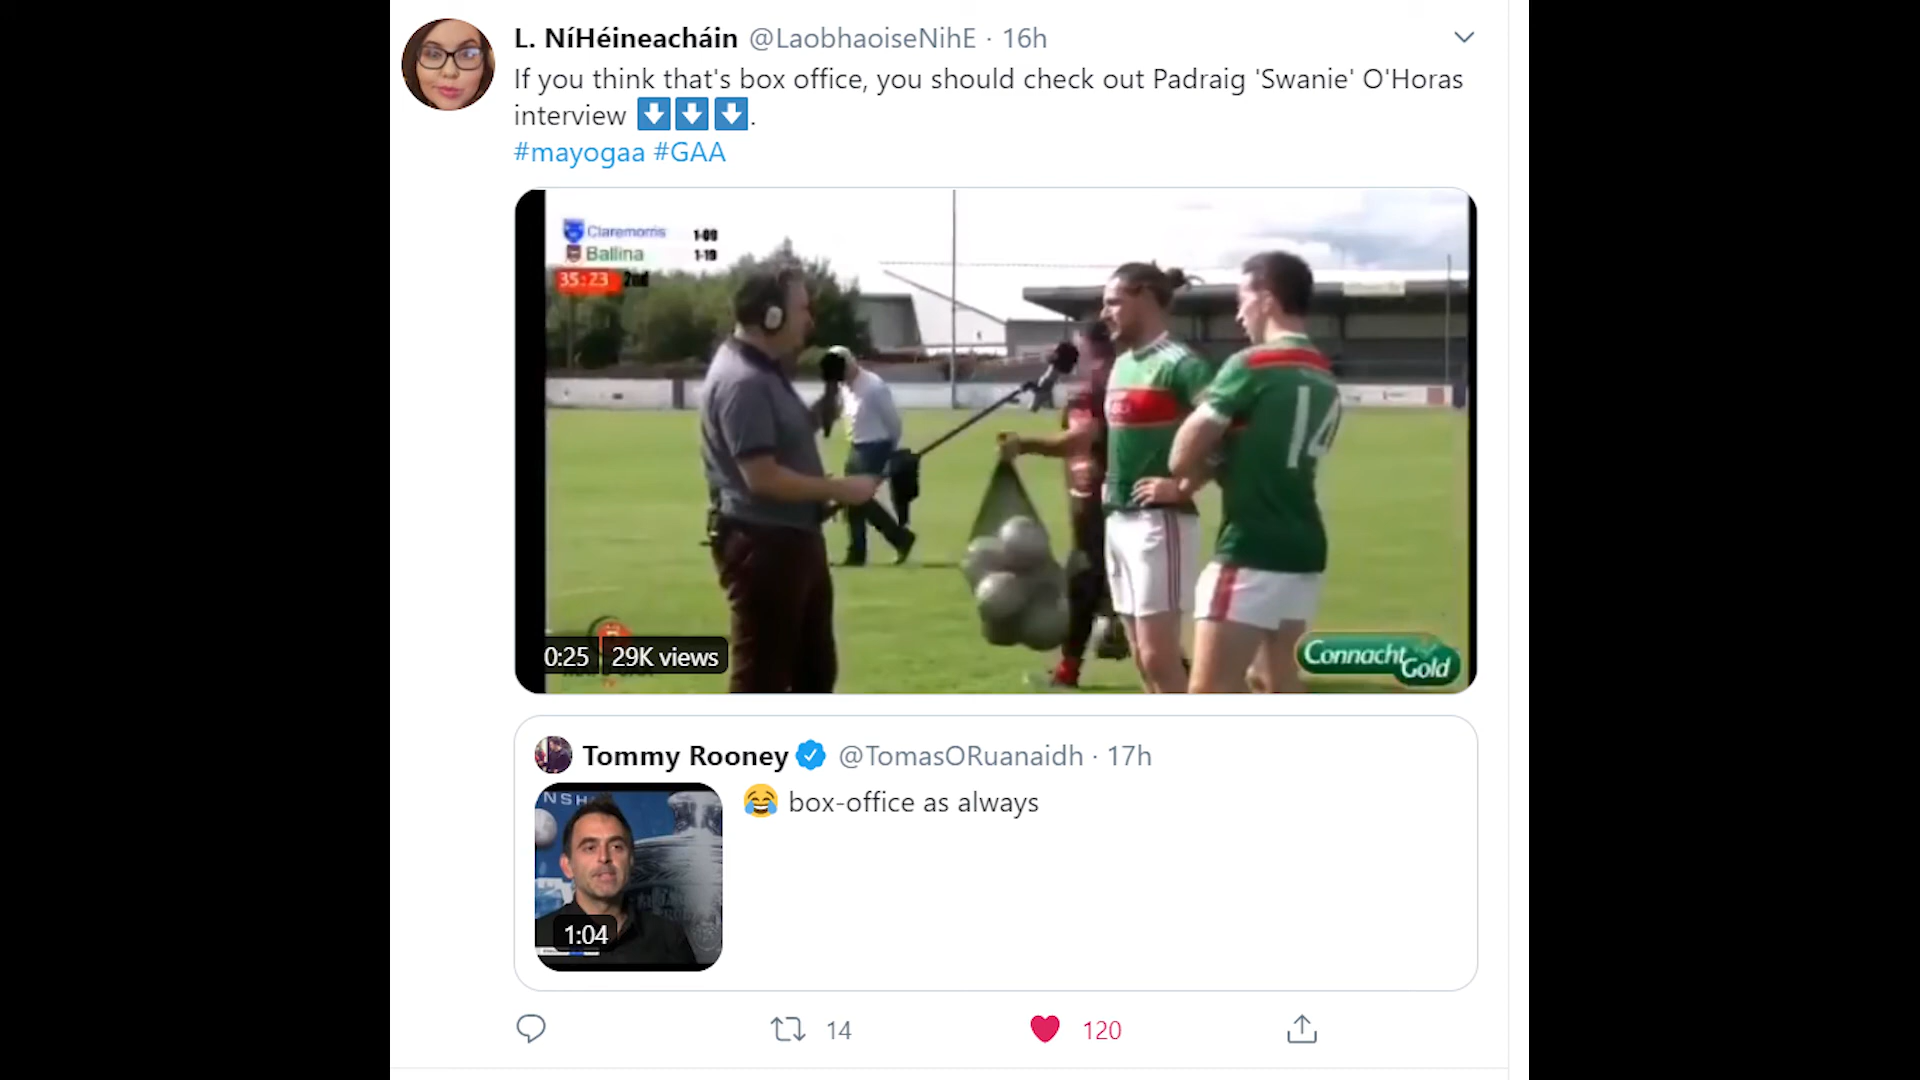 L. NíHéineacháin @LaobhaoiseNihE · 16h
If you think that's box office, you should check out Padraig 'Swanie' O'Horas
interview ⬇⬇⬇.
#mayogaa #GAA
Claremorris 1-09
Ballina 1-19
35:23 2nd
14
0:25 29K views
Connacht Gold
Tommy Rooney @TomasORuanaidh · 17h
NSH
😂 box-office as always
1:04
14 120